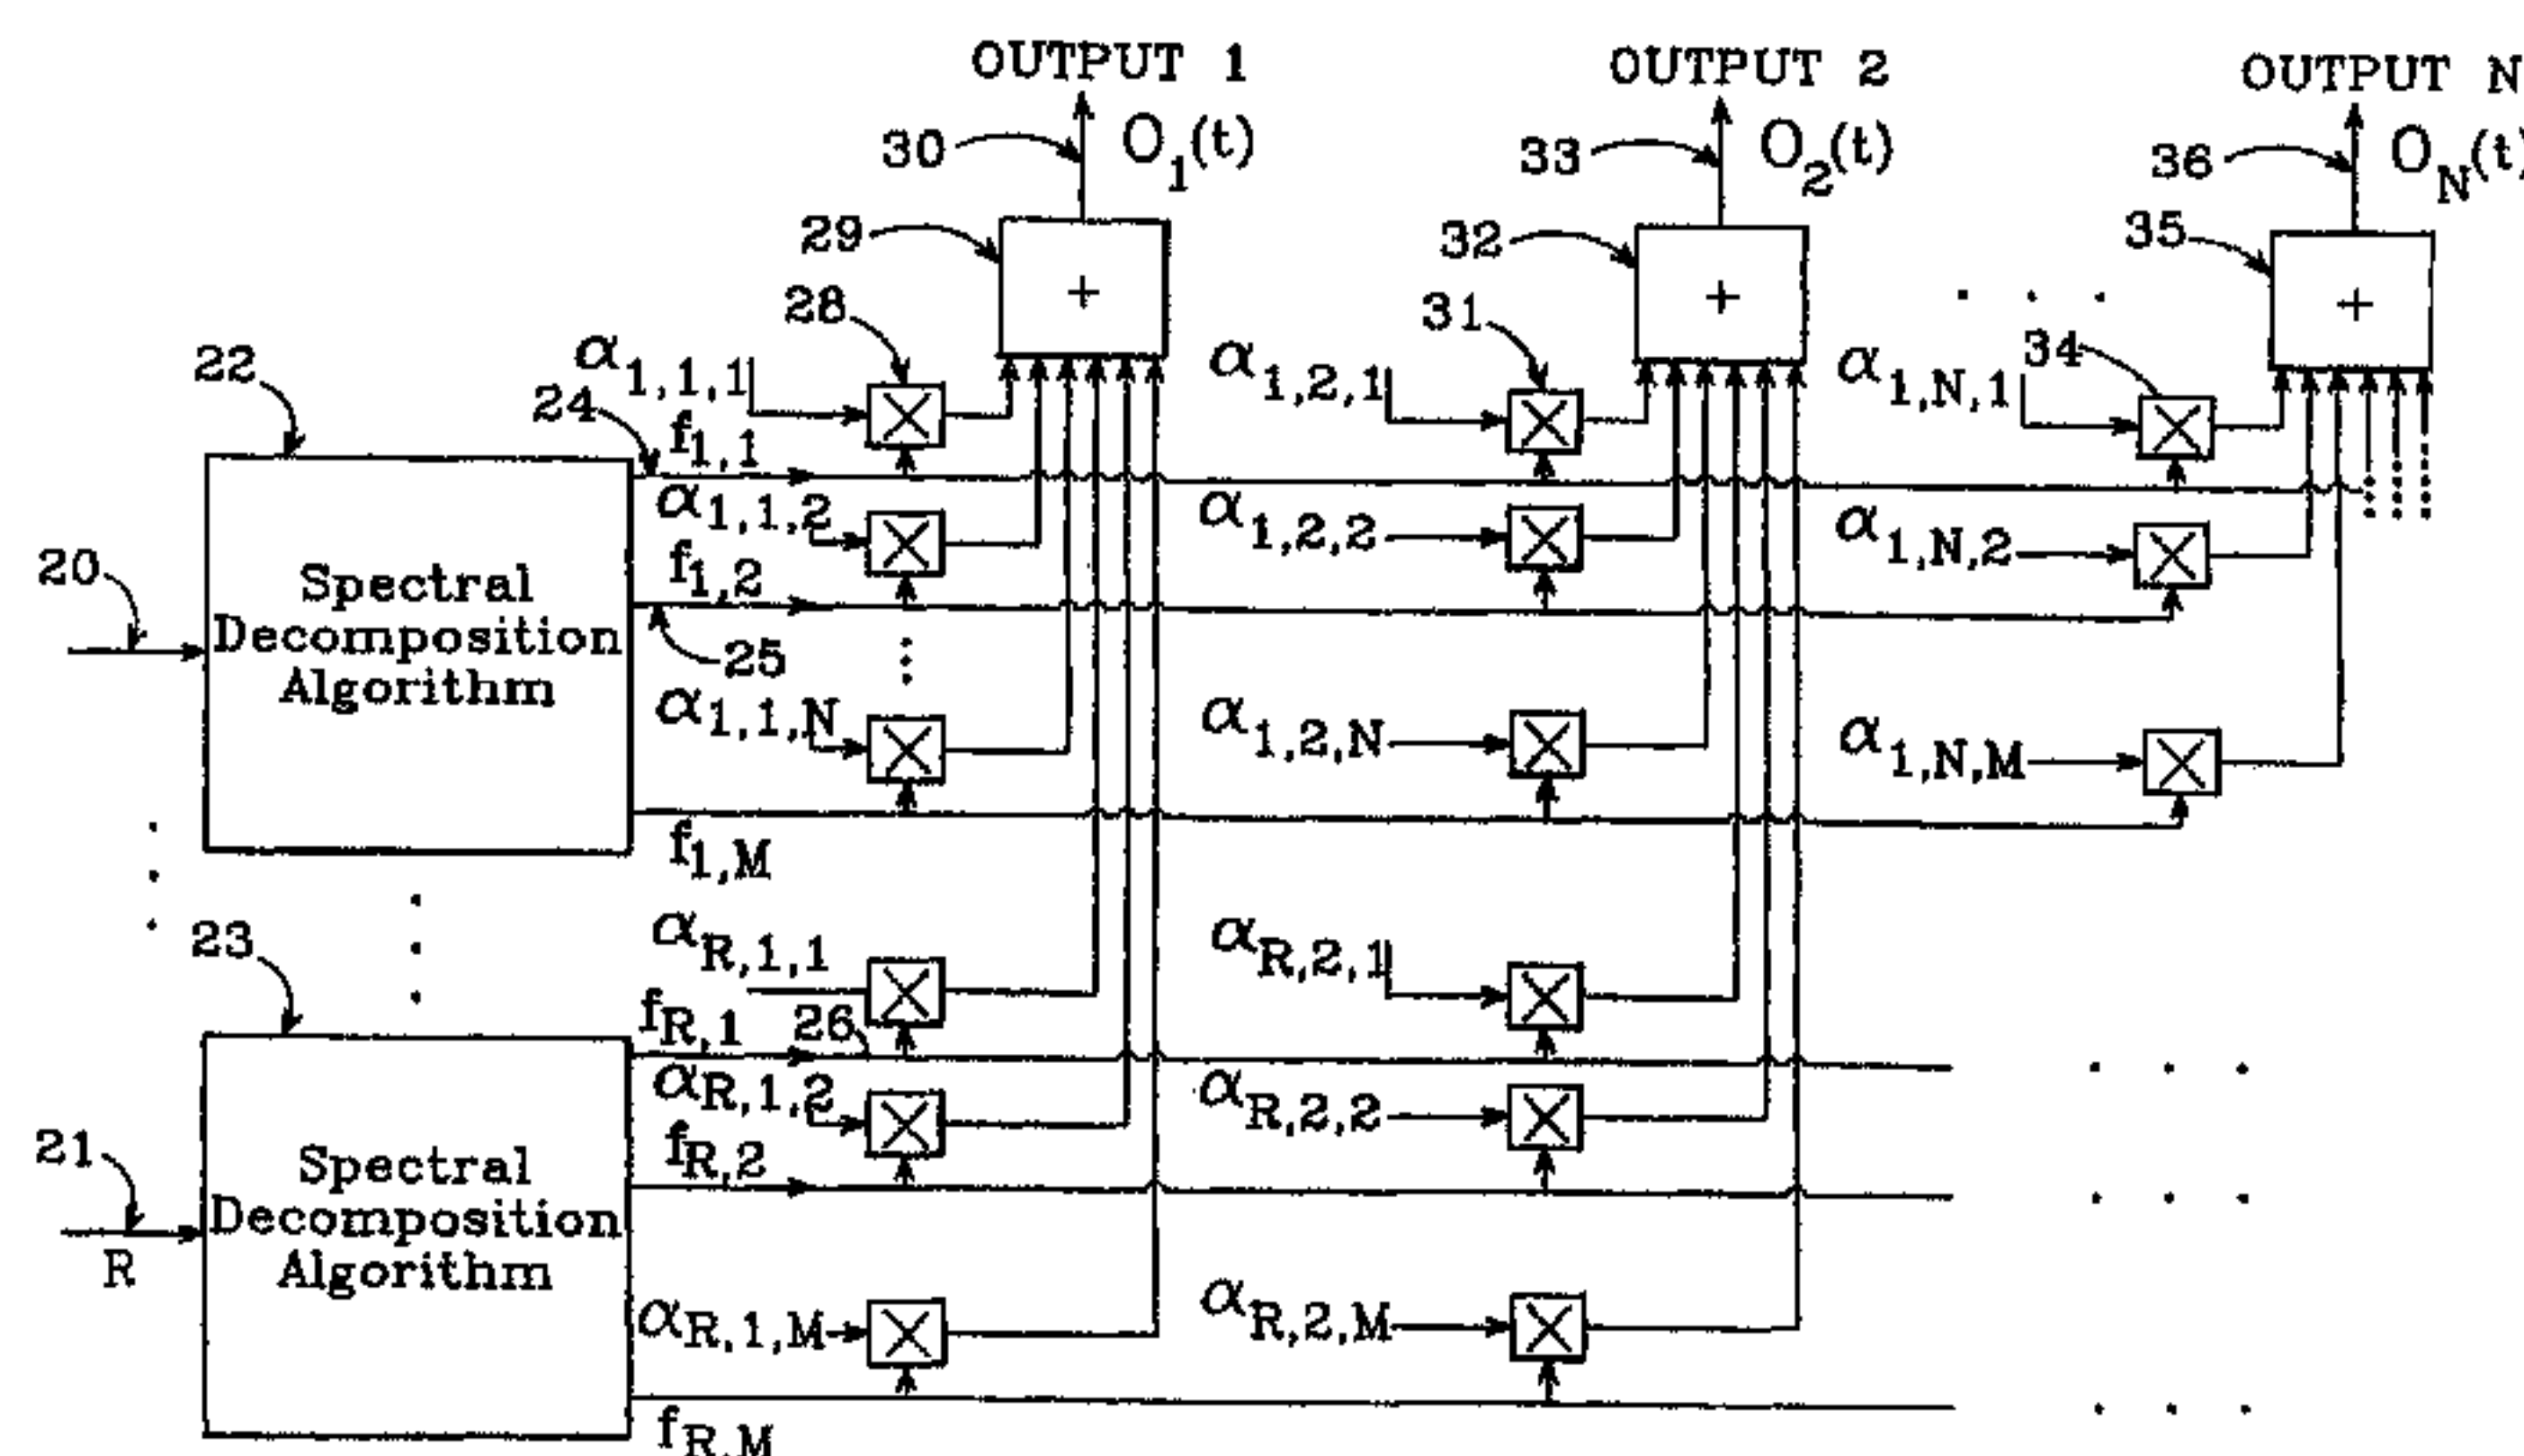 OUTPUT 1 OUTPUT 2 OUTPUT N
30 O1(t) 33 O2(t) 36 ON(t)
29 + 32 + 35 +
28 31 34
22 24 α1,1,1 α1,2,1 α1,N,1
f1,1
α1,1,2 α1,2,2 α1,N,2
20 f1,2
Spectral
Decomposition
Algorithm
25
α1,1,N α1,2,N α1,N,M
f1,M
23 αR,1,1 αR,2,1
fR,1 26
αR,1,2 αR,2,2
21 fR,2
R
Spectral
Decomposition
Algorithm
αR,1,M αR,2,M
fR,M